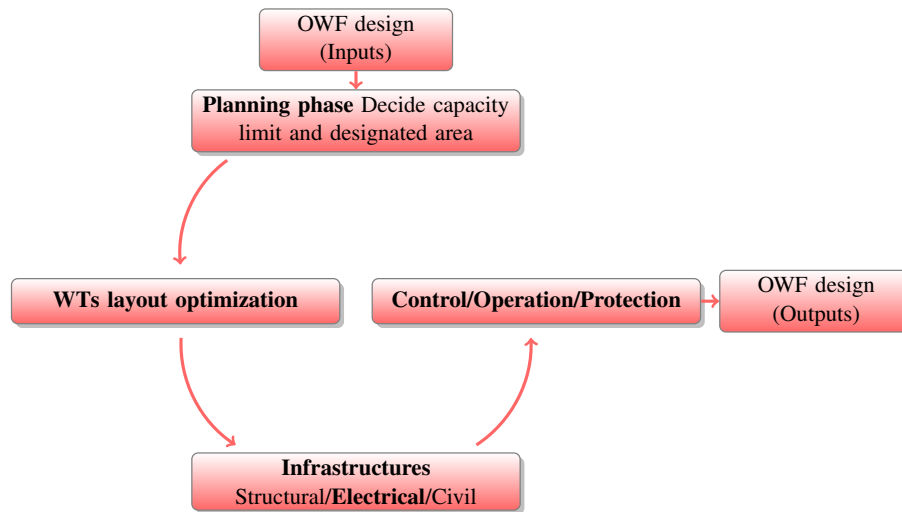 OWF design
(Inputs)
Planning phase Decide capacity
limit and designated area
WTs layout optimization
Control/Operation/Protection
OWF design
(Outputs)
Infrastructures
Structural/Electrical/Civil